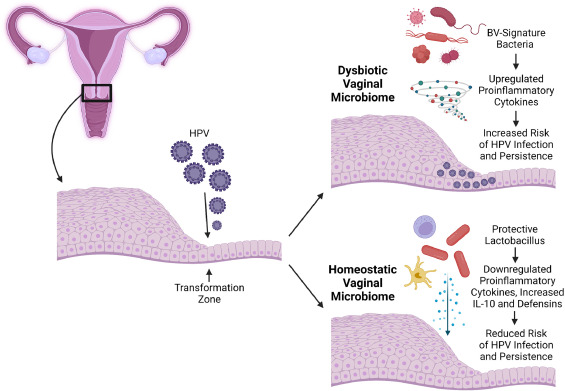 HPV
Transformation
Zone
Dysbiotic
Vaginal
Microbiome
BV-Signature
Bacteria
Upregulated
Proinflammatory
Cytokines
Increased Risk
of HPV Infection
and Persistence
Homeostatic
Vaginal
Microbiome
Protective
Lactobacillus
Downregulated
Proinflammatory
Cytokines, Increased
IL-10 and Defensins
Reduced Risk
of HPV Infection
and Persistence